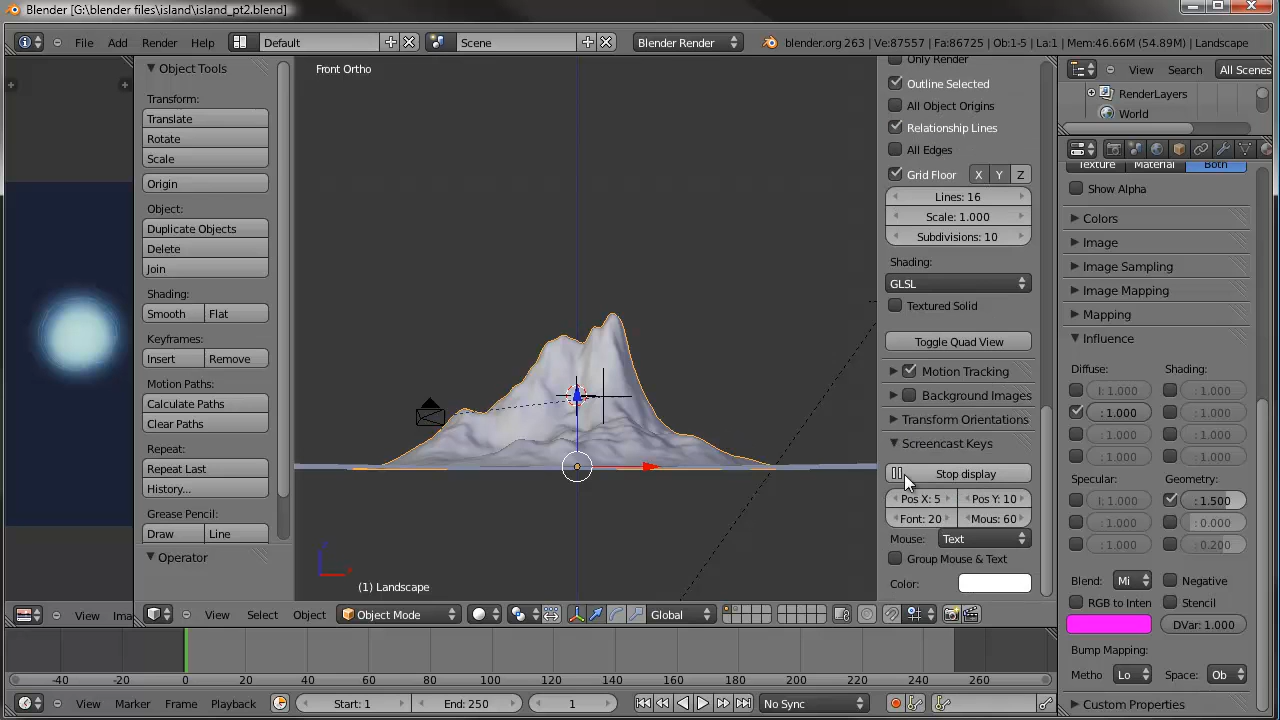 Blender [G:\blender files\island\island_pt2.blend]
File Add Render Help Default Scene Blender Render blender.org 263 | Ve:87557 | Fa:86725 | Ob:1-5 | La:1 | Mem:46.66M (54.89M) | Landscape
Object Tools
Transform:
Translate
Rotate
Scale
Origin
Object:
Duplicate Objects
Delete
Join
Shading:
Smooth Flat
Keyframes:
Insert Remove
Motion Paths:
Calculate Paths
Clear Paths
Repeat:
Repeat Last
History...
Grease Pencil:
Draw Line
Operator
Front Ortho
(1) Landscape
Only Render
Outline Selected
All Object Origins
Relationship Lines
All Edges
Grid Floor X Y Z
Lines: 16
Scale: 1.000
Subdivisions: 10
Shading:
GLSL
Textured Solid
Toggle Quad View
Motion Tracking
Background Images
Transform Orientations
Screencast Keys
Stop display
Pos X: 5 Pos Y: 10
Font: 20 Mous: 60
Mouse: Text
Group Mouse & Text
Color:
View Search All Scenes
RenderLayers
World
Texture Material Both
Show Alpha
Colors
Image
Image Sampling
Image Mapping
Mapping
Influence
Diffuse: Shading:
I: 1.000 : 1.000
: 1.000 : 1.000
: 1.000 : 1.000
: 1.000 : 1.000
Specular: Geometry:
: 1.000 : 1.500
: 1.000 : 0.000
: 1.000 : 0.200
Blend: Mi Negative
RGB to Inten Stencil
DVar: 1.000
Bump Mapping:
Metho Lo Space: Ob
Custom Properties
View Ima View Select Object Object Mode Global
-40 -20 0 20 40 60 80 100 120 140 160 180 200 220 240 260
View Marker Frame Playback Start: 1 End: 250 1 No Sync